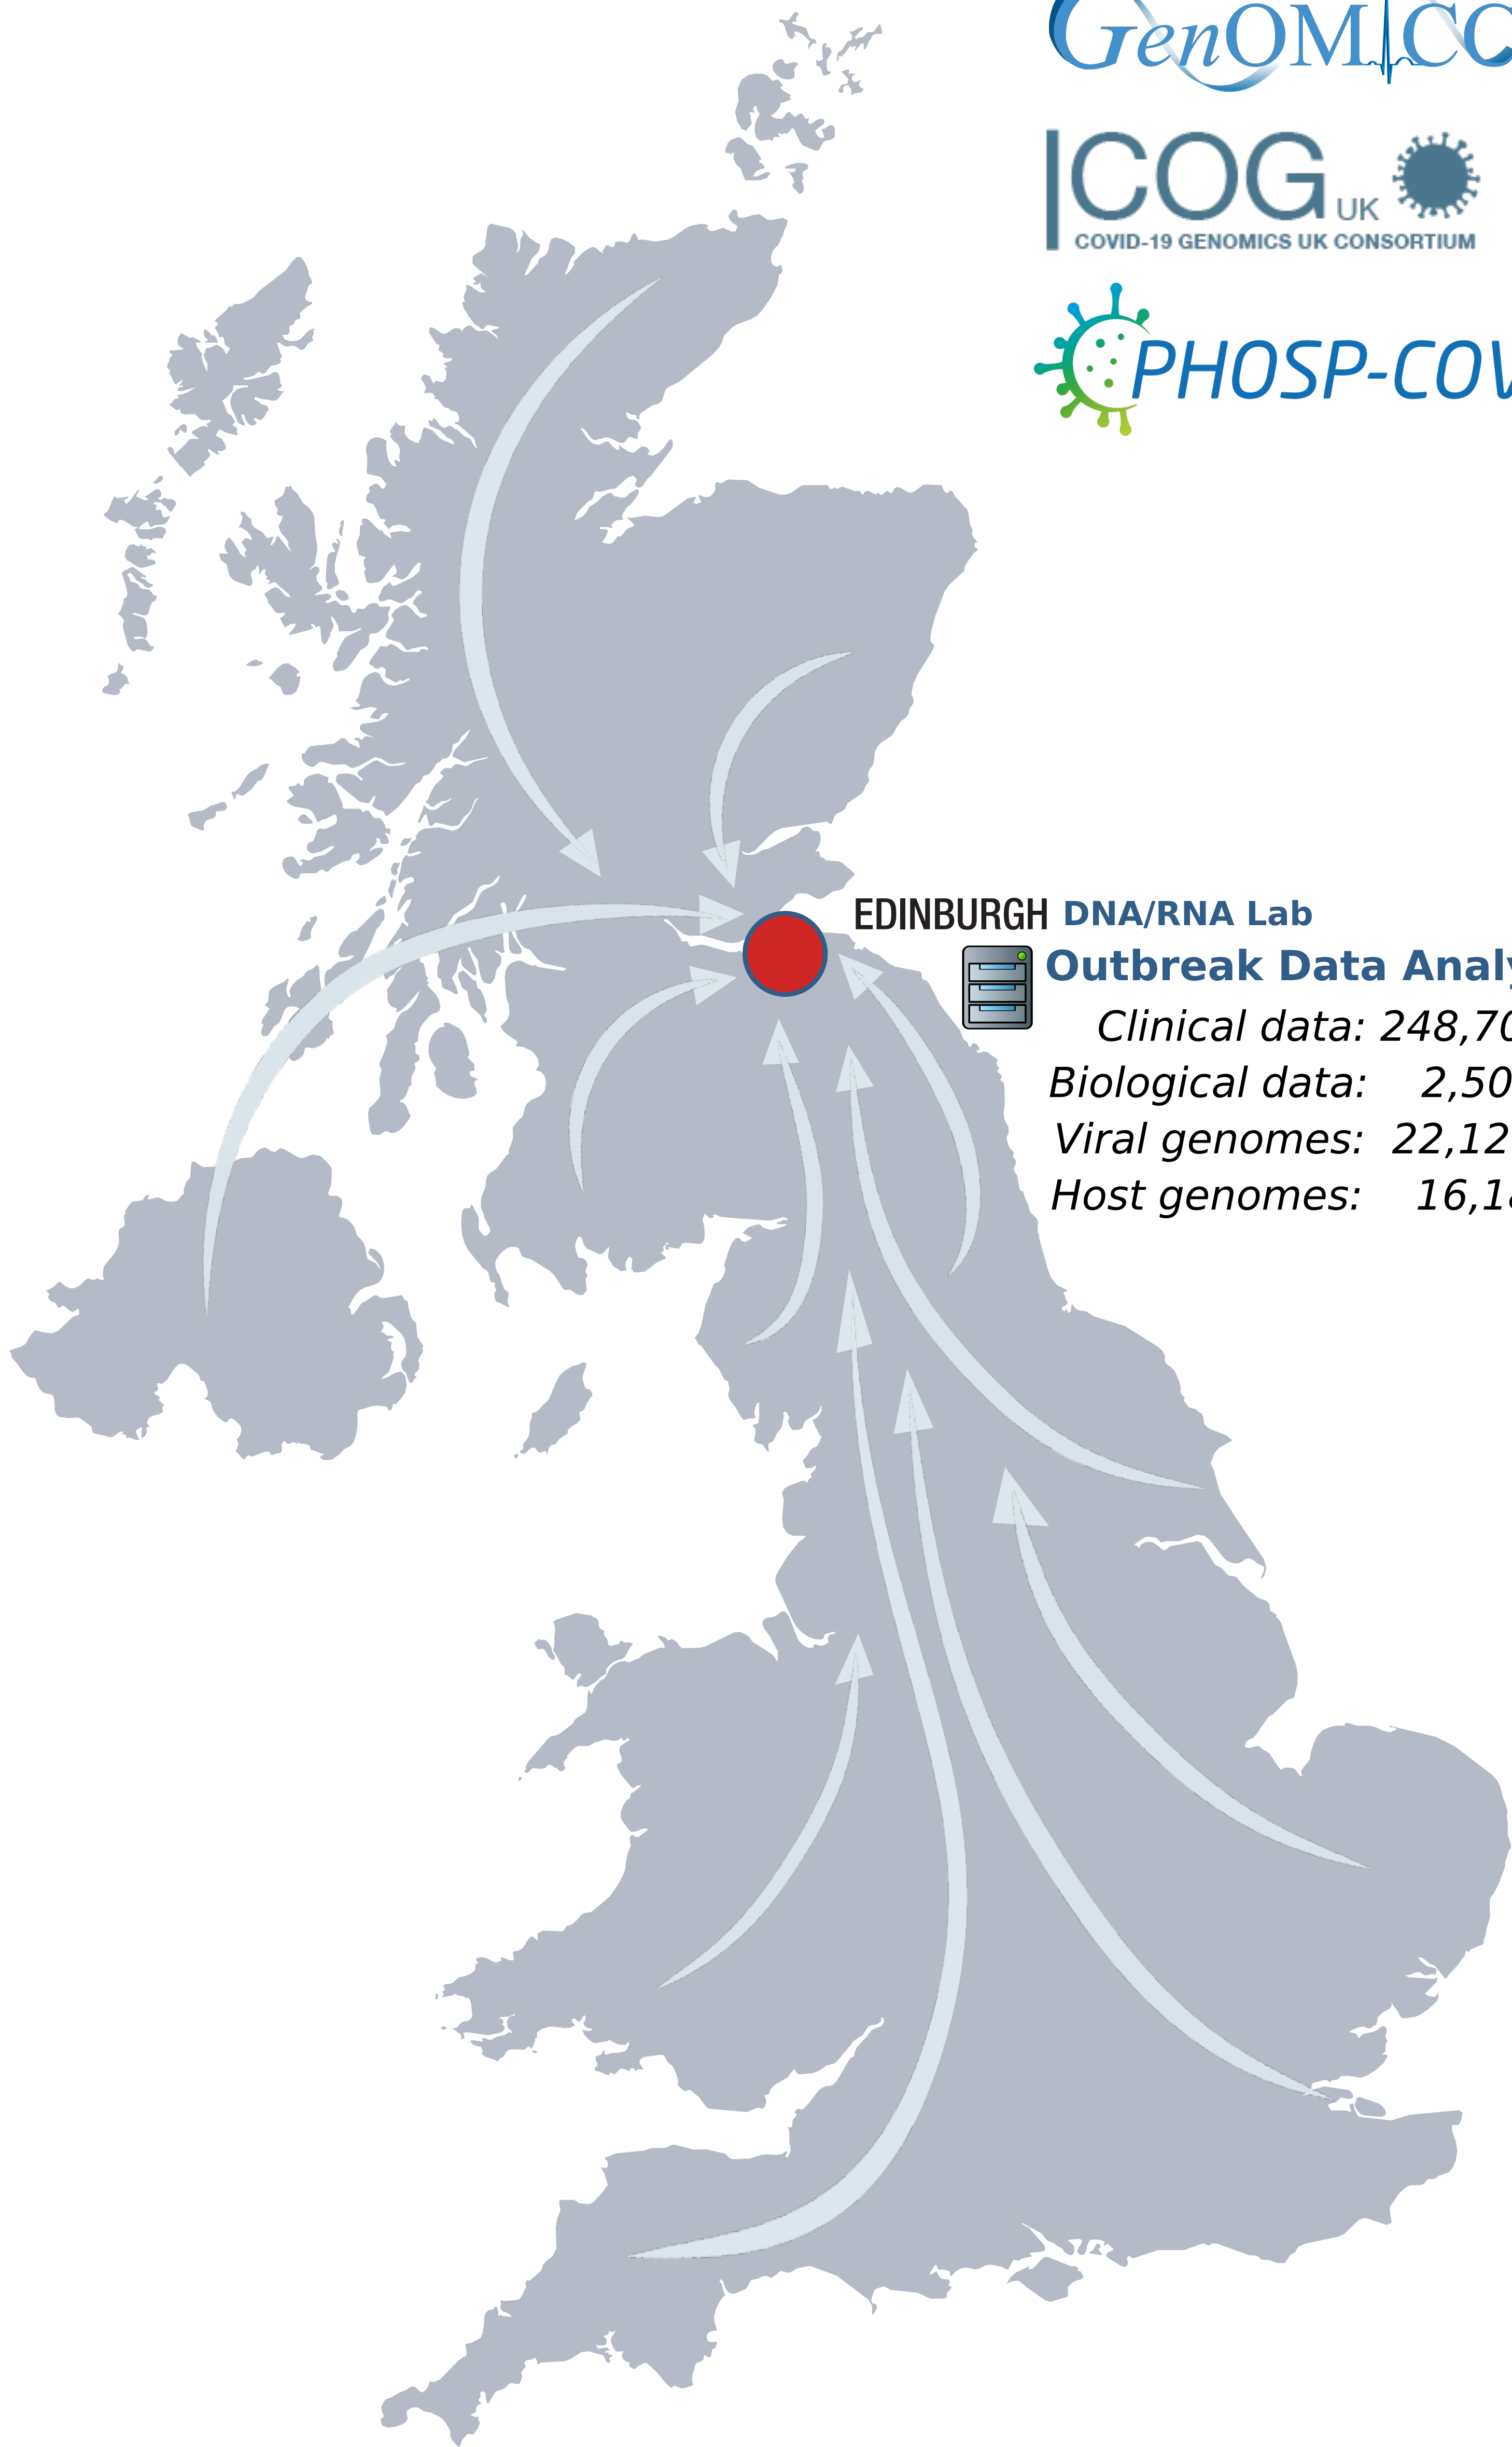 GenOMICC
COG UK
COVID-19 GENOMICS UK CONSORTIUM
PHOSP-COV
EDINBURGH DNA/RNA Lab
Outbreak Data Analy
Clinical data: 248,70
Biological data: 2,50
Viral genomes: 22,12
Host genomes: 16,18